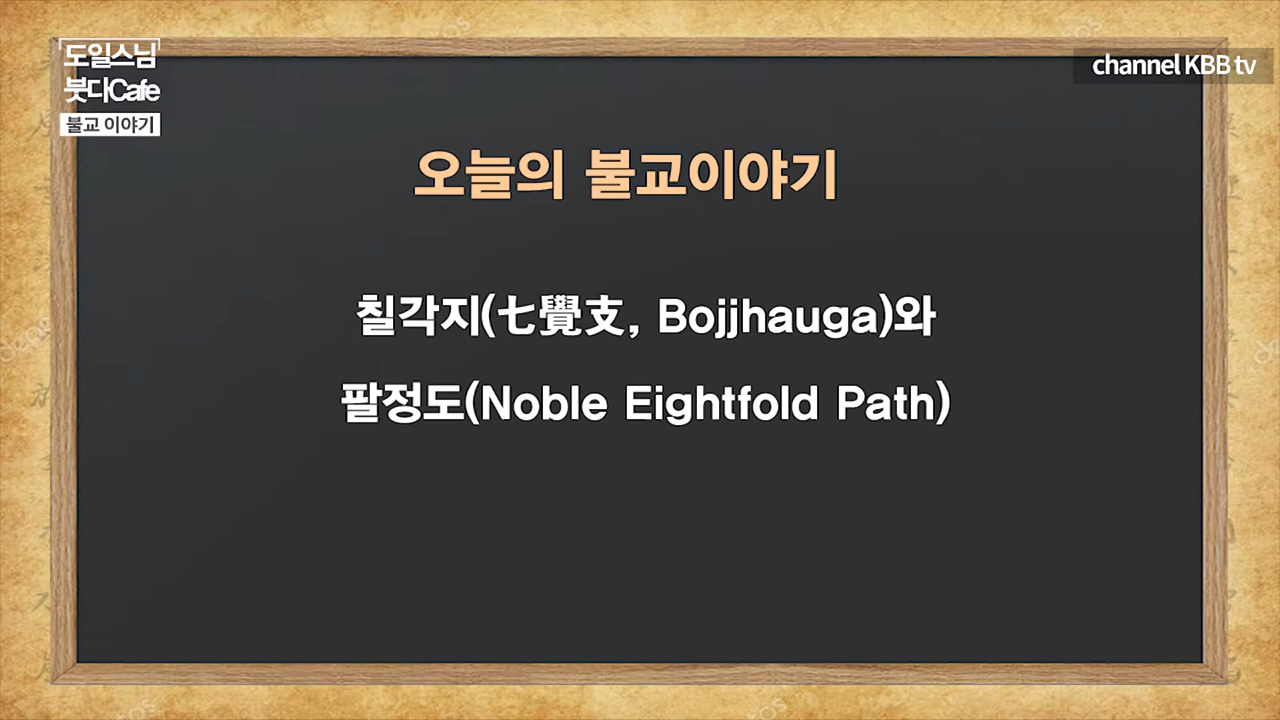 도일스님
붓다Cafe
불교 이야기
channel KBB tv
오늘의 불교이야기
칠각지(七覺支, Bojjhauga)와
팔정도(Noble Eightfold Path)